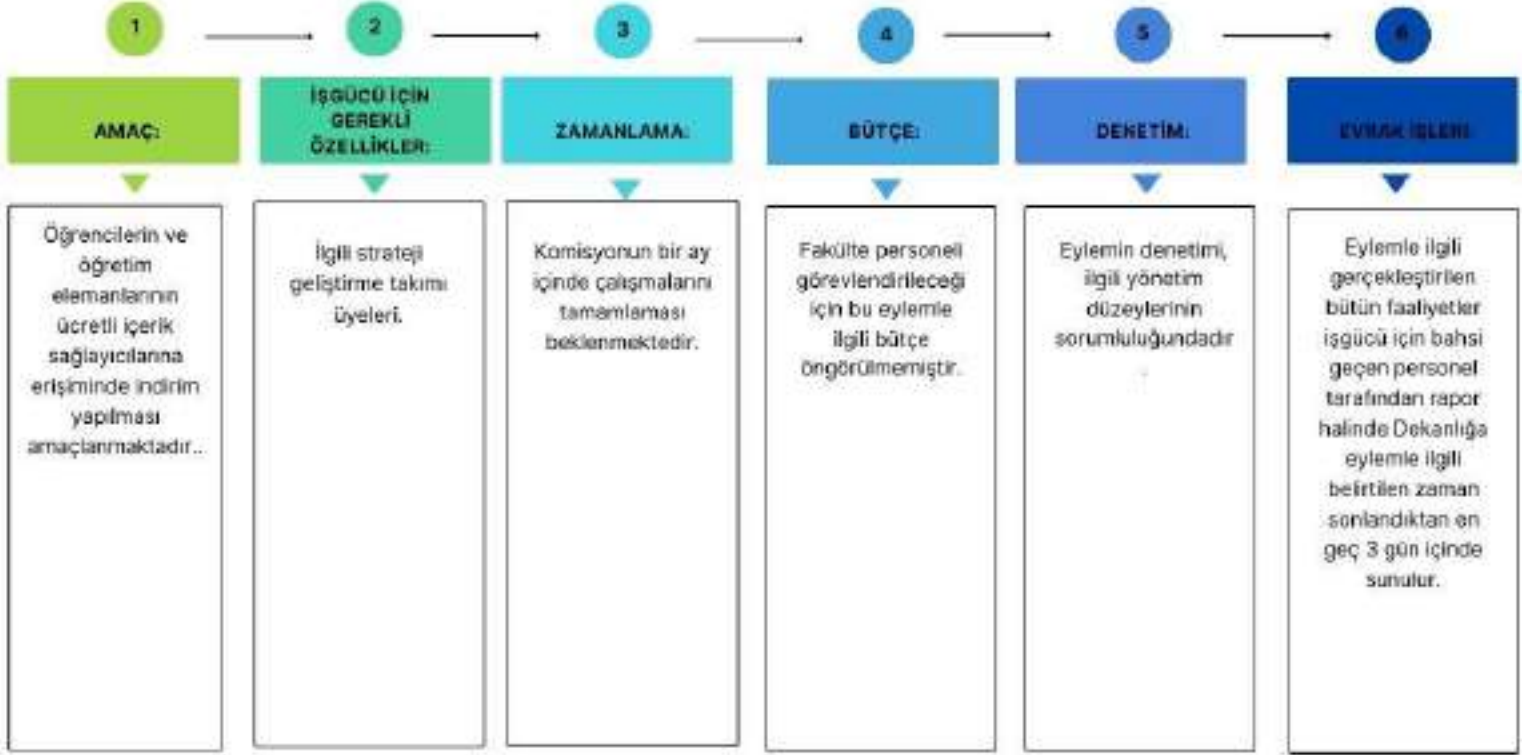 1
2
3
4
5
6
AMAÇ:
İŞGÜCÜ İÇİN
GEREKLİ
ÖZELLİKLER:
ZAMANLAMA:
BÜTÇE:
DENETİM:
EVRAK İŞLERİ:
Öğrencilerin ve
öğretim
elemanlarının
ücretli içerik
sağlayıcılarına
erişiminde indirim
yapılması
amaçlanmaktadır..
İlgili strateji
geliştirme takımı
üyeleri.
Komisyonun bir ay
içinde çalışmalarını
tamamlaması
beklenmektedir.
Fakülte personeli
görevlendirileceği
için bu eylemle
ilgili bütçe
öngörülmemiştir.
Eylemin denetimi,
ilgili yönetim
düzeylerinin
sorumluluğundadır
.
Eylemle ilgili
gerçekleştirilen
bütün faaliyetler
işgücü için bahsi
geçen personel
tarafından rapor
halinde Dekanlığa
eylemle ilgili
belirtilen zaman
sonlandıktan en
geç 3 gün içinde
sunulur.